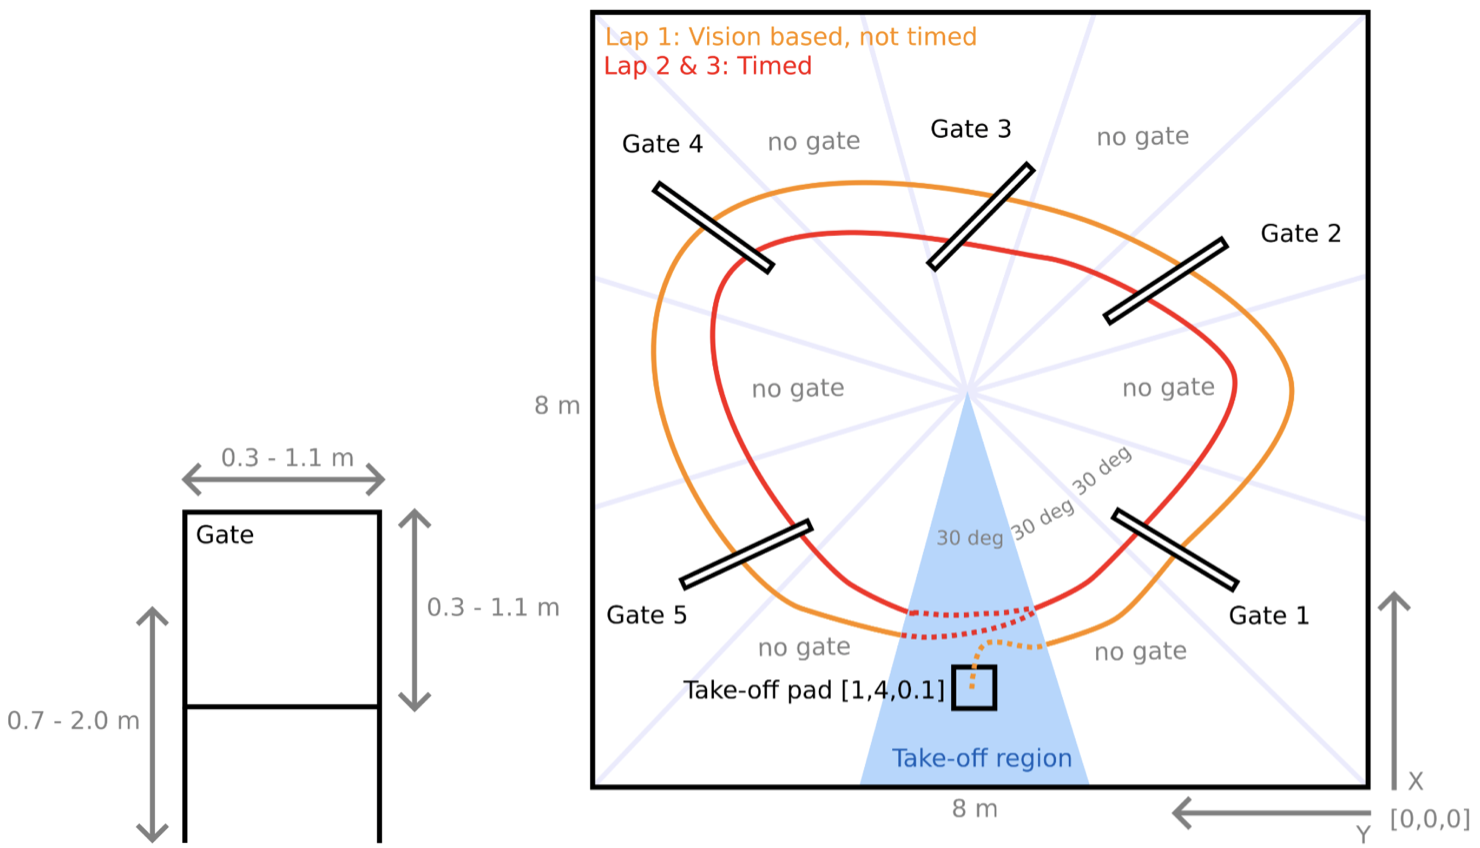 Lap 1: Vision based, not timed
Lap 2 & 3: Timed
Gate 4
no gate
Gate 3
no gate
Gate 2
8 m
no gate
no gate
30 deg
30 deg
30 deg
0.3 - 1.1 m
Gate
0.3 - 1.1 m
0.7 - 2.0 m
Gate 5
Gate 1
no gate
no gate
Take-off pad [1,4,0.1]
Take-off region
8 m
X
Y
[0,0,0]